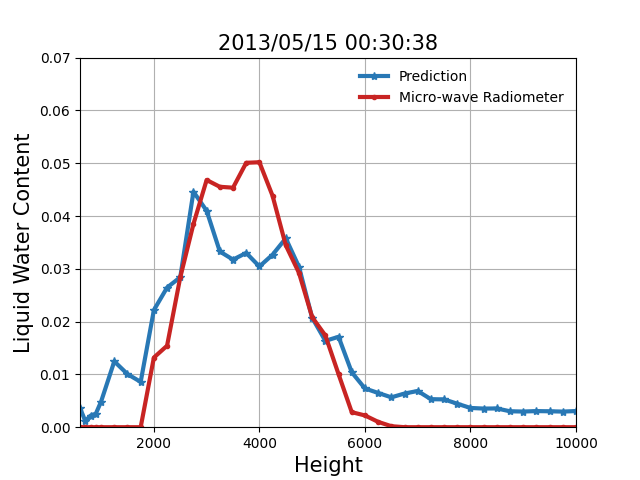 2013/05/15 00:30:38
0.07
0.06
0.05
0.04
0.03
0.02
0.01
0.00
Liquid Water Content
Prediction
Micro-wave Radiometer
2000 4000 6000 8000 10000
Height